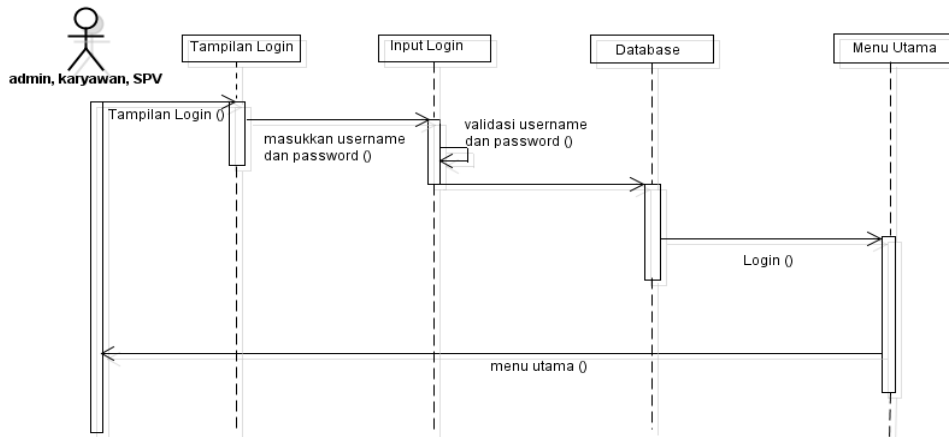 Tampilan Login
Input Login
Database
Menu Utama
admin, karyawan, SPV
Tampilan Login ()
masukkan username
dan password ()
validasi username
dan password ()
Login ()
menu utama ()